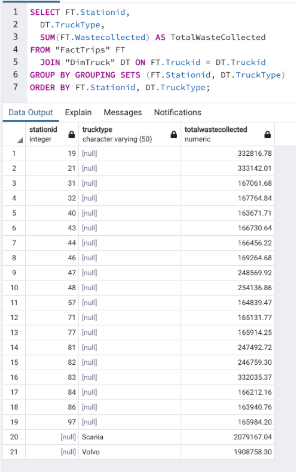 1 SELECT FT.Stationid,
2 DT.TruckType,
3 SUM(FT.Wastecollected) AS TotalWasteCollected
4 FROM "FactTrips" FT
5 JOIN "DimTruck" DT ON FT.Truckid = DT.Truckid
6 GROUP BY GROUPING SETS (FT.Stationid, DT.TruckType)
7 ORDER BY FT.Stationid, DT.TruckType;
Data Output Explain Messages Notifications
stationid trucktype totalwastecollected
integer character varying (50) numeric
1 19 [null] 332816.78
2 21 [null] 333142.01
3 31 [null] 167061.68
4 32 [null] 167764.84
5 40 [null] 163671.71
6 43 [null] 166730.64
7 44 [null] 166456.22
8 46 [null] 169264.68
9 47 [null] 248569.92
10 48 [null] 254136.86
11 57 [null] 164839.47
12 71 [null] 165131.77
13 77 [null] 165914.25
14 81 [null] 247492.72
15 82 [null] 246759.30
16 83 [null] 332035.37
17 84 [null] 166212.16
18 86 [null] 163940.76
19 97 [null] 165984.20
20 [null] Scania 2079167.04
21 [null] Volvo 1908758.30